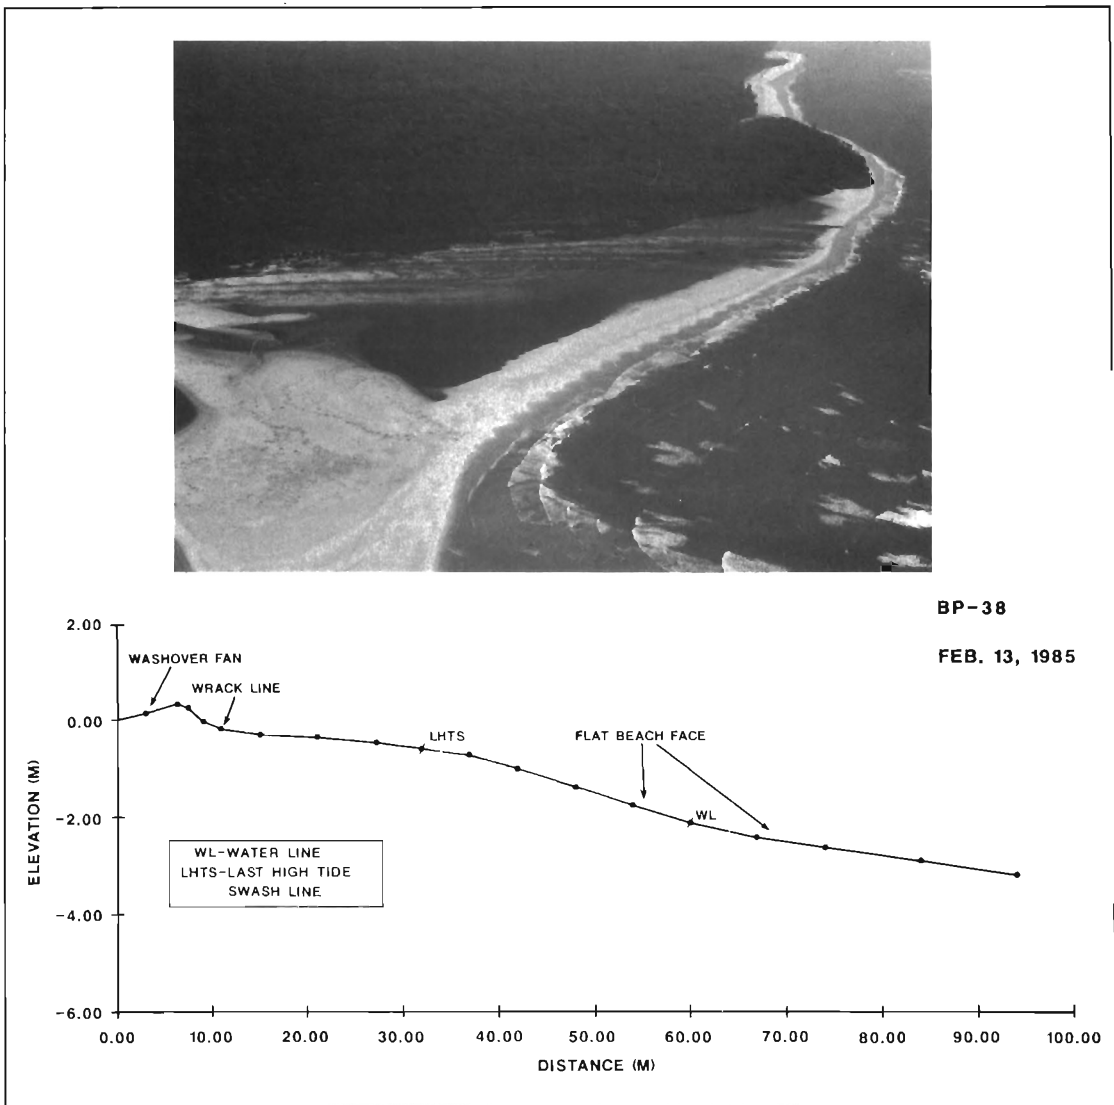 BP-38
FEB. 13, 1985
2.00
0.00
-2.00
-4.00
-6.00
ELEVATION (M)
WASHOVER FAN
WRACK LINE
LHTS
FLAT BEACH FACE
WL
WL-WATER LINE
LHTS-LAST HIGH TIDE
SWASH LINE
0.00 10.00 20.00 30.00 40.00 50.00 60.00 70.00 80.00 90.00 100.00
DISTANCE (M)